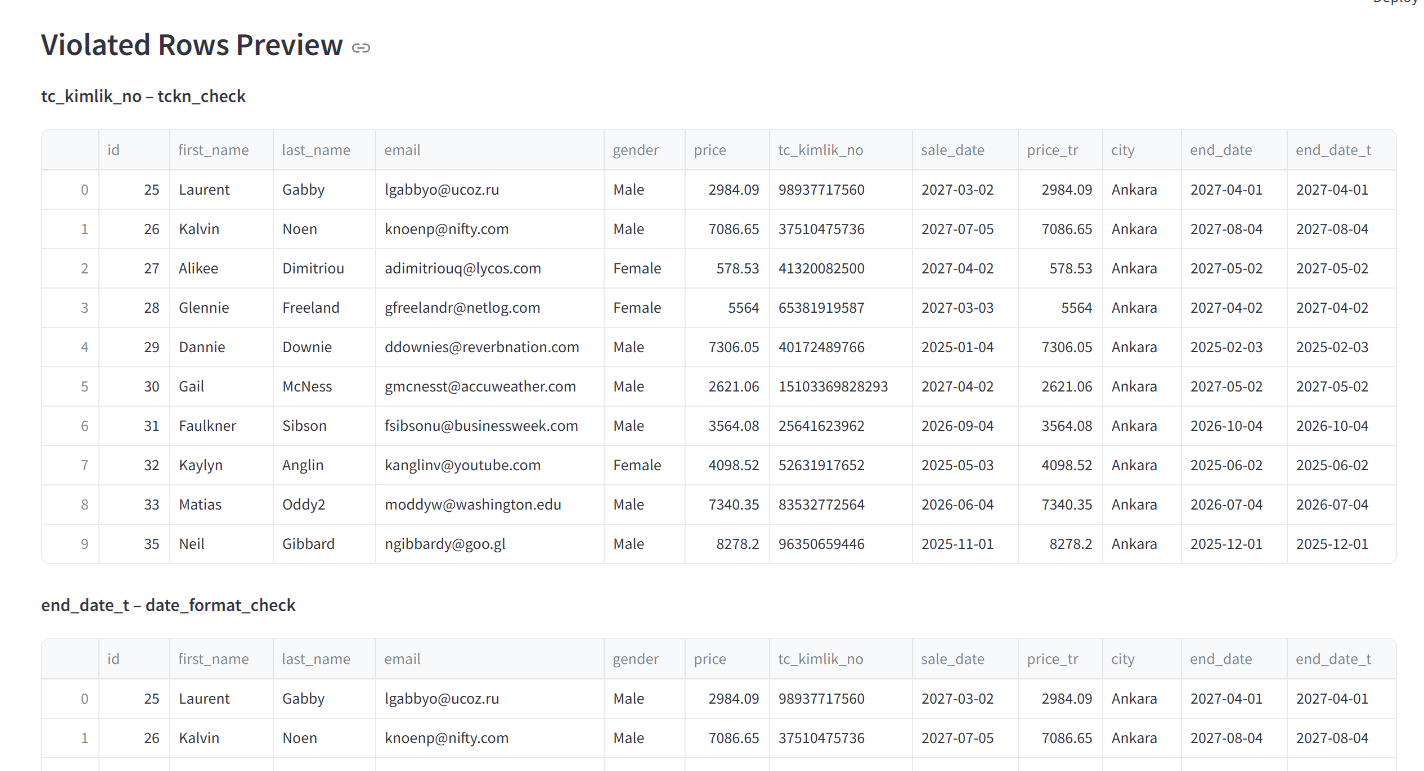 Deploy
Violated Rows Preview
tc_kimlik_no – tckn_check
id first_name last_name email gender price tc_kimlik_no sale_date price_tr city end_date end_date_t
0 25 Laurent Gabby lgabbyo@ucoz.ru Male 2984.09 98937717560 2027-03-02 2984.09 Ankara 2027-04-01 2027-04-01
1 26 Kalvin Noen knoenp@nifty.com Male 7086.65 37510475736 2027-07-05 7086.65 Ankara 2027-08-04 2027-08-04
2 27 Alikee Dimitriou adimitriouq@lycos.com Female 578.53 41320082500 2027-04-02 578.53 Ankara 2027-05-02 2027-05-02
3 28 Glennie Freeland gfreelandr@netlog.com Female 5564 65381919587 2027-03-03 5564 Ankara 2027-04-02 2027-04-02
4 29 Dannie Downie ddownies@reverbnation.com Male 7306.05 40172489766 2025-01-04 7306.05 Ankara 2025-02-03 2025-02-03
5 30 Gail McNess gmcnesst@accuweather.com Male 2621.06 15103369828293 2027-04-02 2621.06 Ankara 2027-05-02 2027-05-02
6 31 Faulkner Sibson fsibsonu@businessweek.com Male 3564.08 25641623962 2026-09-04 3564.08 Ankara 2026-10-04 2026-10-04
7 32 Kaylyn Anglin kanglinv@youtube.com Female 4098.52 52631917652 2025-05-03 4098.52 Ankara 2025-06-02 2025-06-02
8 33 Matias Oddy2 moddyw@washington.edu Male 7340.35 83532772564 2026-06-04 7340.35 Ankara 2026-07-04 2026-07-04
9 35 Neil Gibbard ngibbardy@goo.gl Male 8278.2 96350659446 2025-11-01 8278.2 Ankara 2025-12-01 2025-12-01
end_date_t – date_format_check
id first_name last_name email gender price tc_kimlik_no sale_date price_tr city end_date end_date_t
0 25 Laurent Gabby lgabbyo@ucoz.ru Male 2984.09 98937717560 2027-03-02 2984.09 Ankara 2027-04-01 2027-04-01
1 26 Kalvin Noen knoenp@nifty.com Male 7086.65 37510475736 2027-07-05 7086.65 Ankara 2027-08-04 2027-08-04